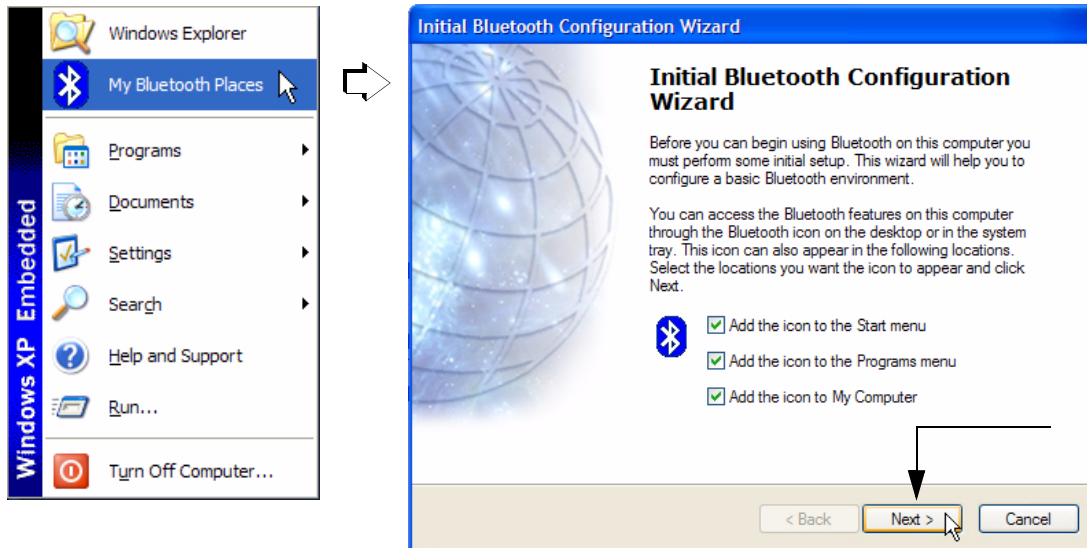 Windows Explorer
My Bluetooth Places
Programs
Documents
Settings
Search
Help and Support
Run...
Turn Off Computer...
Windows XP Embedded
Initial Bluetooth Configuration Wizard
Initial Bluetooth Configuration
Wizard
Before you can begin using Bluetooth on this computer you
must perform some initial setup. This wizard will help you to
configure a basic Bluetooth environment.
You can access the Bluetooth features on this computer
through the Bluetooth icon on the desktop or in the system
tray. This icon can also appear in the following locations.
Select the locations you want the icon to appear and click
Next.
Add the icon to the Start menu
Add the icon to the Programs menu
Add the icon to My Computer
< Back
Next >
Cancel